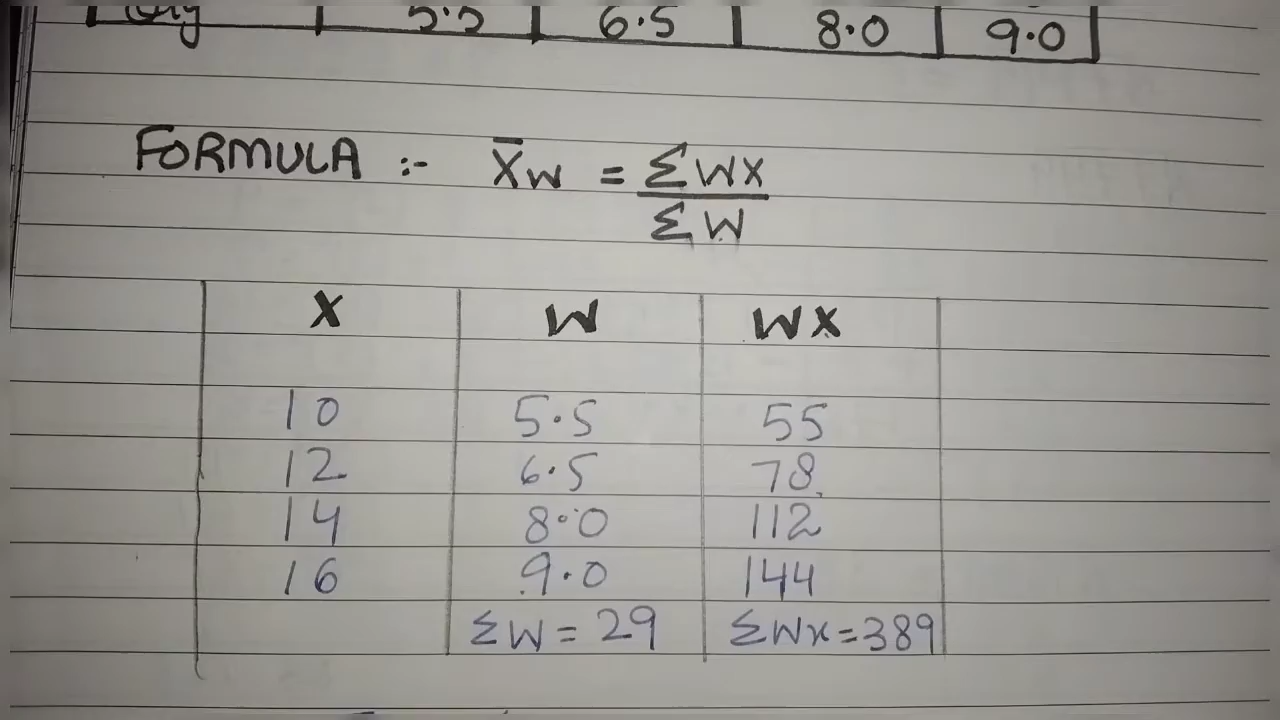 Qty 5.5 6.5 8.0 9.0
FORMULA :- X̄w = ΣWX
ΣW
X W WX
10 5.5 55
12 6.5 78
14 8.0 112
16 9.0 144
ΣW = 29 ΣWx = 389